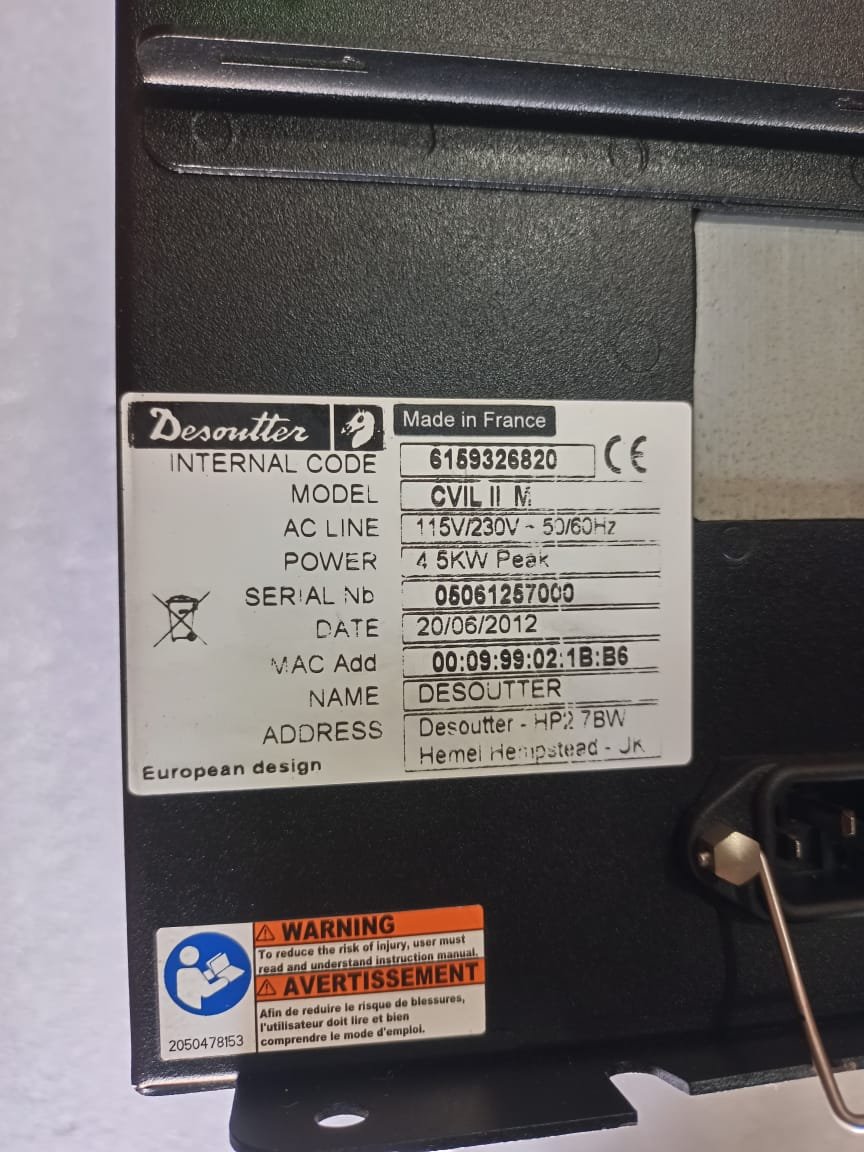 Desoutter
Made in France
INTERNAL CODE 6159326820 CE
MODEL CVIL II M
AC LINE 115V/230V ~ 50/60Hz
POWER 4.5KW Peak
SERIAL Nb 05061257000
DATE 20/06/2012
MAC Add 00:09:99:02:1B:B6
NAME DESOUTTER
ADDRESS Desoutter - HP2 7BW
Hemel Hempstead - UK
European design
WARNING
To reduce the risk of injury, user must
read and understand instruction manual.
AVERTISSEMENT
Afin de reduire le risque de blessures,
l'utilisateur doit lire et bien
comprendre le mode d'emploi.
2050478153